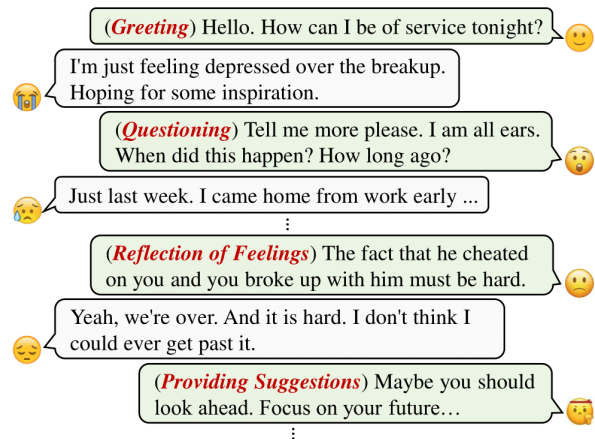 (Greeting) Hello. How can I be of service tonight?
I'm just feeling depressed over the breakup.
Hoping for some inspiration.
(Questioning) Tell me more please. I am all ears.
When did this happen? How long ago?
Just last week. I came home from work early ...
(Reflection of Feelings) The fact that he cheated
on you and you broke up with him must be hard.
Yeah, we're over. And it is hard. I don't think I
could ever get past it.
(Providing Suggestions) Maybe you should
look ahead. Focus on your future…